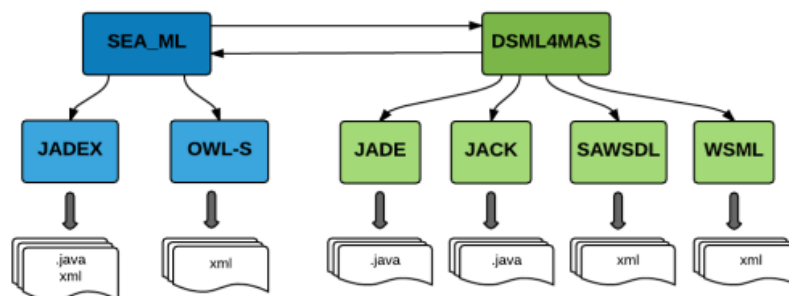 SEA_ML
DSML4MAS
JADEX
OWL-S
JADE
JACK
SAWSDL
WSML
.java
xml
xml
.java
.java
xml
xml